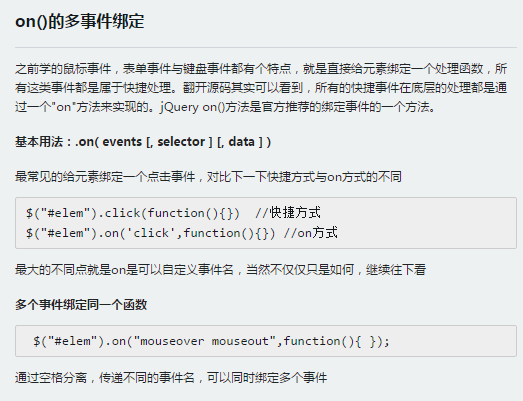 on()的多事件绑定
之前学的鼠标事件，表单事件与键盘事件都有个特点，就是直接给元素绑定一个处理函数，所
有这类事件都是属于快捷处理。翻开源码其实可以看到，所有的快捷事件在底层的处理都是通
过一个"on"方法来实现的。jQuery on()方法是官方推荐的绑定事件的一个方法。
基本用法：.on( events [, selector ] [, data ] )
最常见的给元素绑定一个点击事件，对比下一下快捷方式与on方式的不同
$("#elem").click(function(){})  //快捷方式
$("#elem").on('click',function(){}) //on方式
最大的不同点就是on是可以自定义事件名，当然不仅仅只是如何，继续往下看
多个事件绑定同一个函数
$("#elem").on("mouseover mouseout",function(){ });
通过空格分离，传递不同的事件名，可以同时绑定多个事件